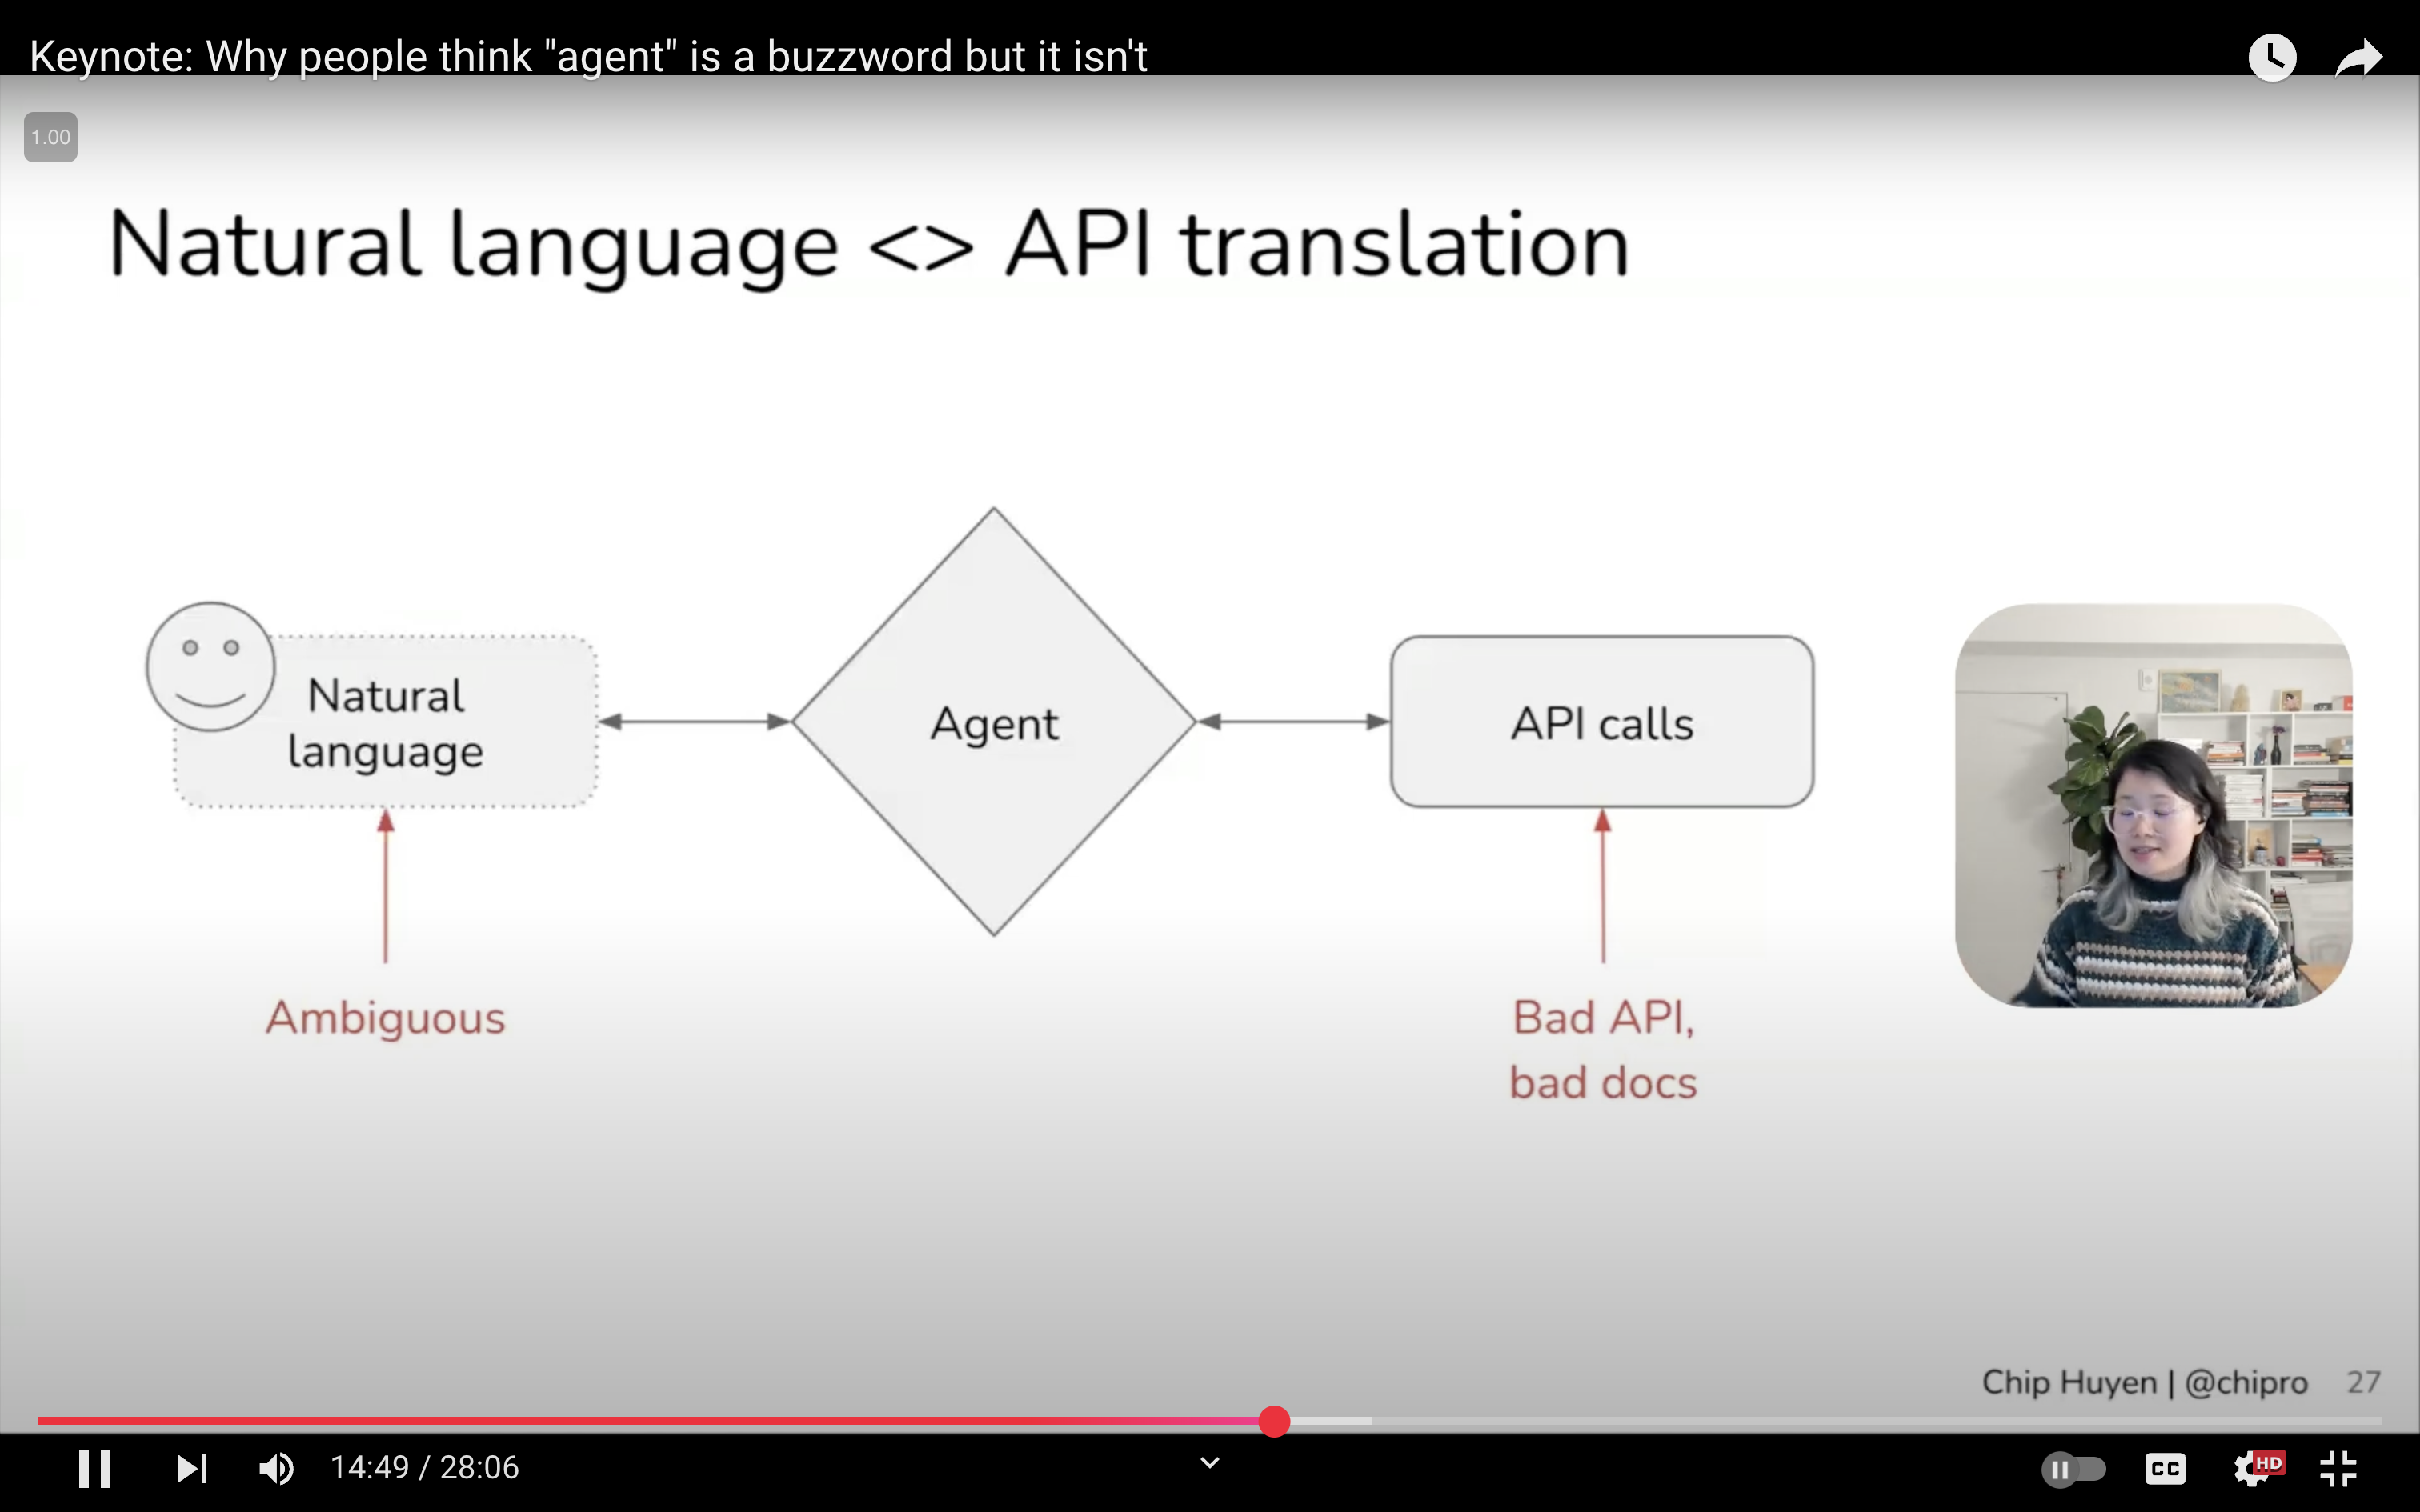 Keynote: Why people think "agent" is a buzzword but it isn't
1.00
Natural language <> API translation
Natural
language
Agent
API calls
Ambiguous
Bad API,
bad docs
Chip Huyen | @chipro 27
14:49 / 28:06
CC
HD